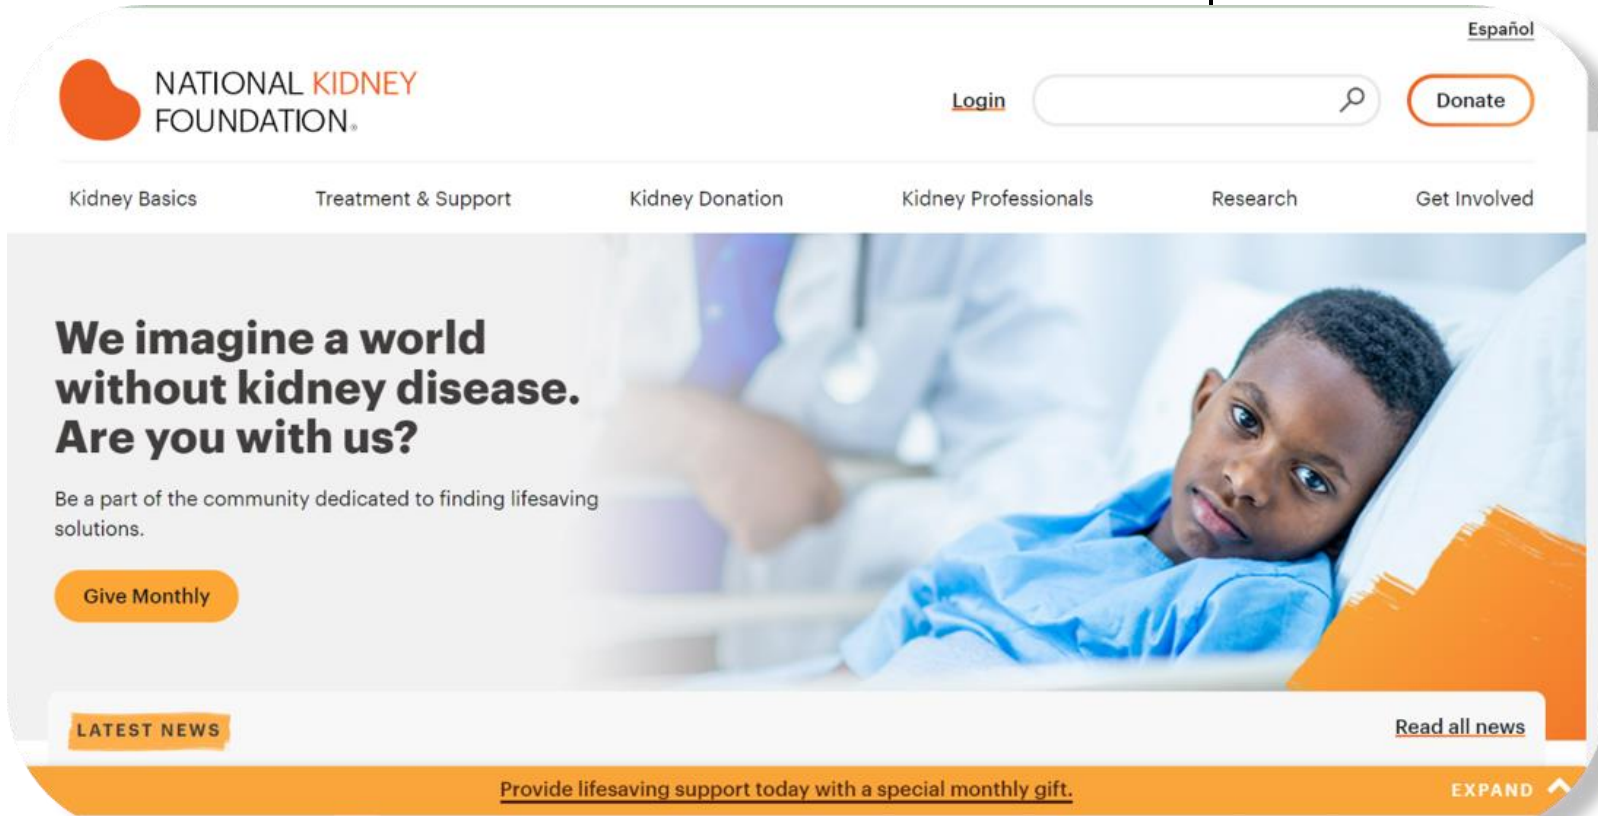 Español
NATIONAL KIDNEY
FOUNDATION®
Login
Donate
Kidney Basics
Treatment & Support
Kidney Donation
Kidney Professionals
Research
Get Involved
We imagine a world
without kidney disease.
Are you with us?
Be a part of the community dedicated to finding lifesaving
solutions.
Give Monthly
LATEST NEWS
Read all news
Provide lifesaving support today with a special monthly gift.
EXPAND